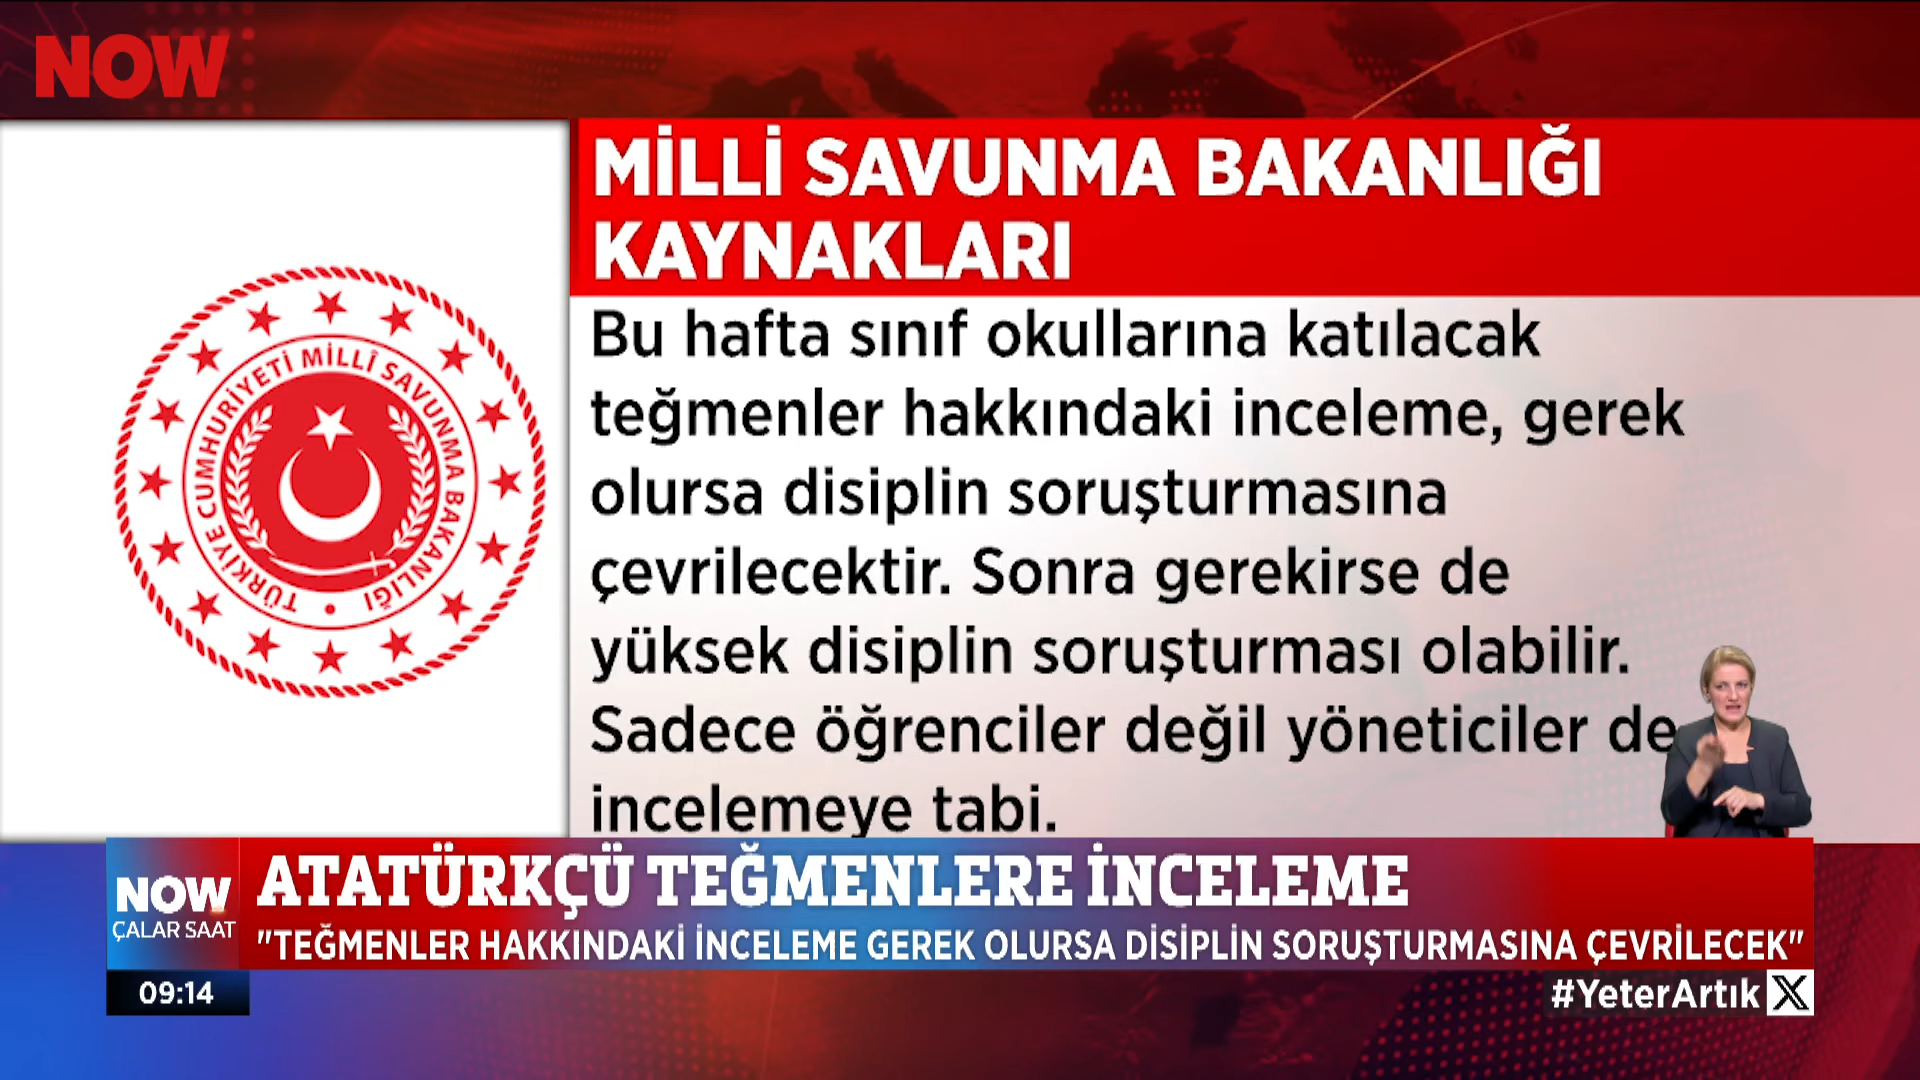 NOW
MİLLİ SAVUNMA BAKANLIĞI
KAYNAKLARI
TÜRKİYE CUMHURİYETİ MİLLÎ SAVUNMA BAKANLIĞI
Bu hafta sınıf okullarına katılacak
teğmenler hakkındaki inceleme, gerek
olursa disiplin soruşturmasına
çevrilecektir. Sonra gerekirse de
yüksek disiplin soruşturması olabilir.
Sadece öğrenciler değil yöneticiler de
incelemeye tabi.
NOW
ÇALAR SAAT
ATATÜRKÇÜ TEĞMENLERE İNCELEME
"TEĞMENLER HAKKINDAKİ İNCELEME GEREK OLURSA DİSİPLİN SORUŞTURMASINA ÇEVRİLECEK"
09:14
#YeterArtık X